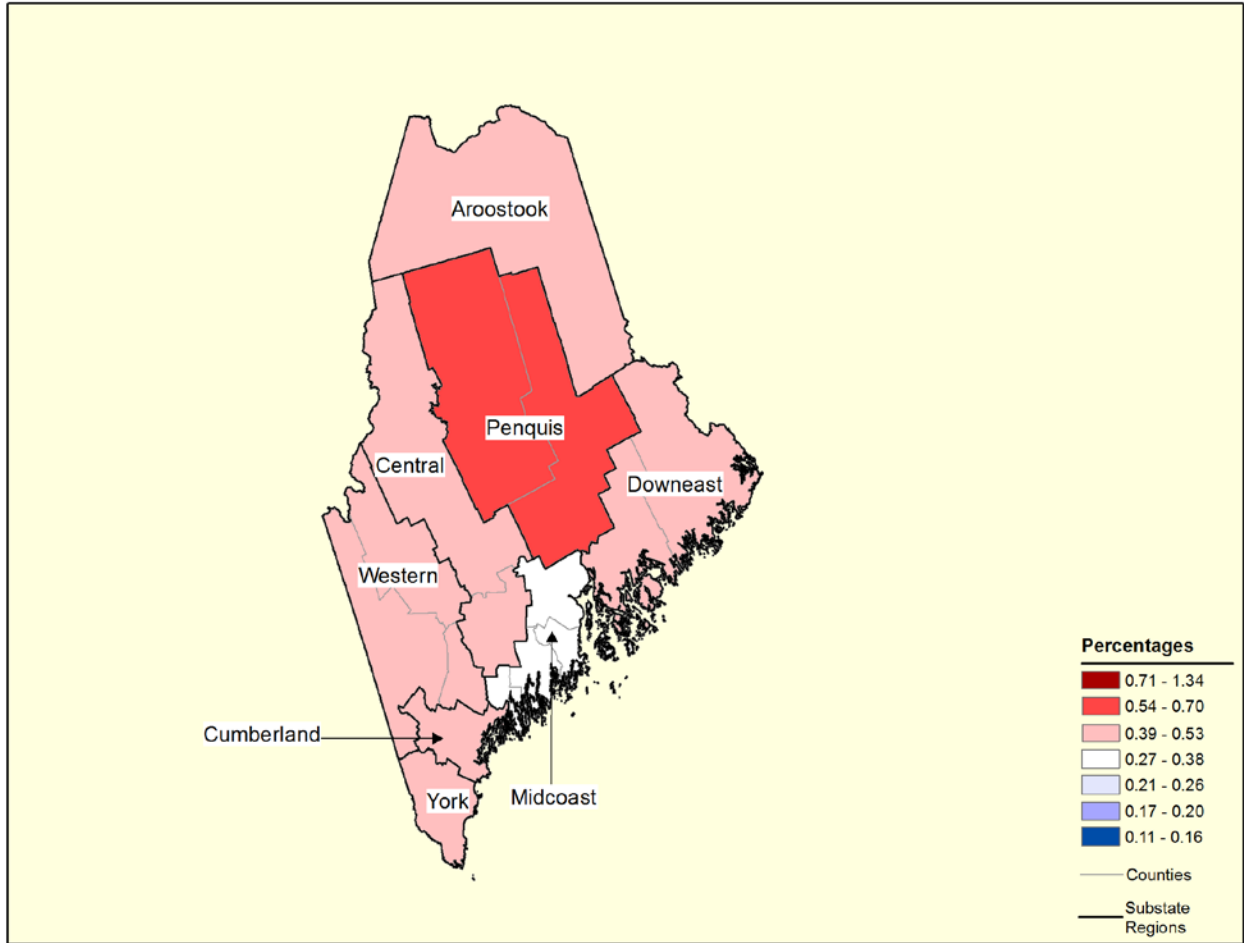 Aroostook
Penquis
Central
Downeast
Western
Cumberland
York
Midcoast
Percentages
0.71 - 1.34
0.54 - 0.70
0.39 - 0.53
0.27 - 0.38
0.21 - 0.26
0.17 - 0.20
0.11 - 0.16
Counties
Substate
Regions